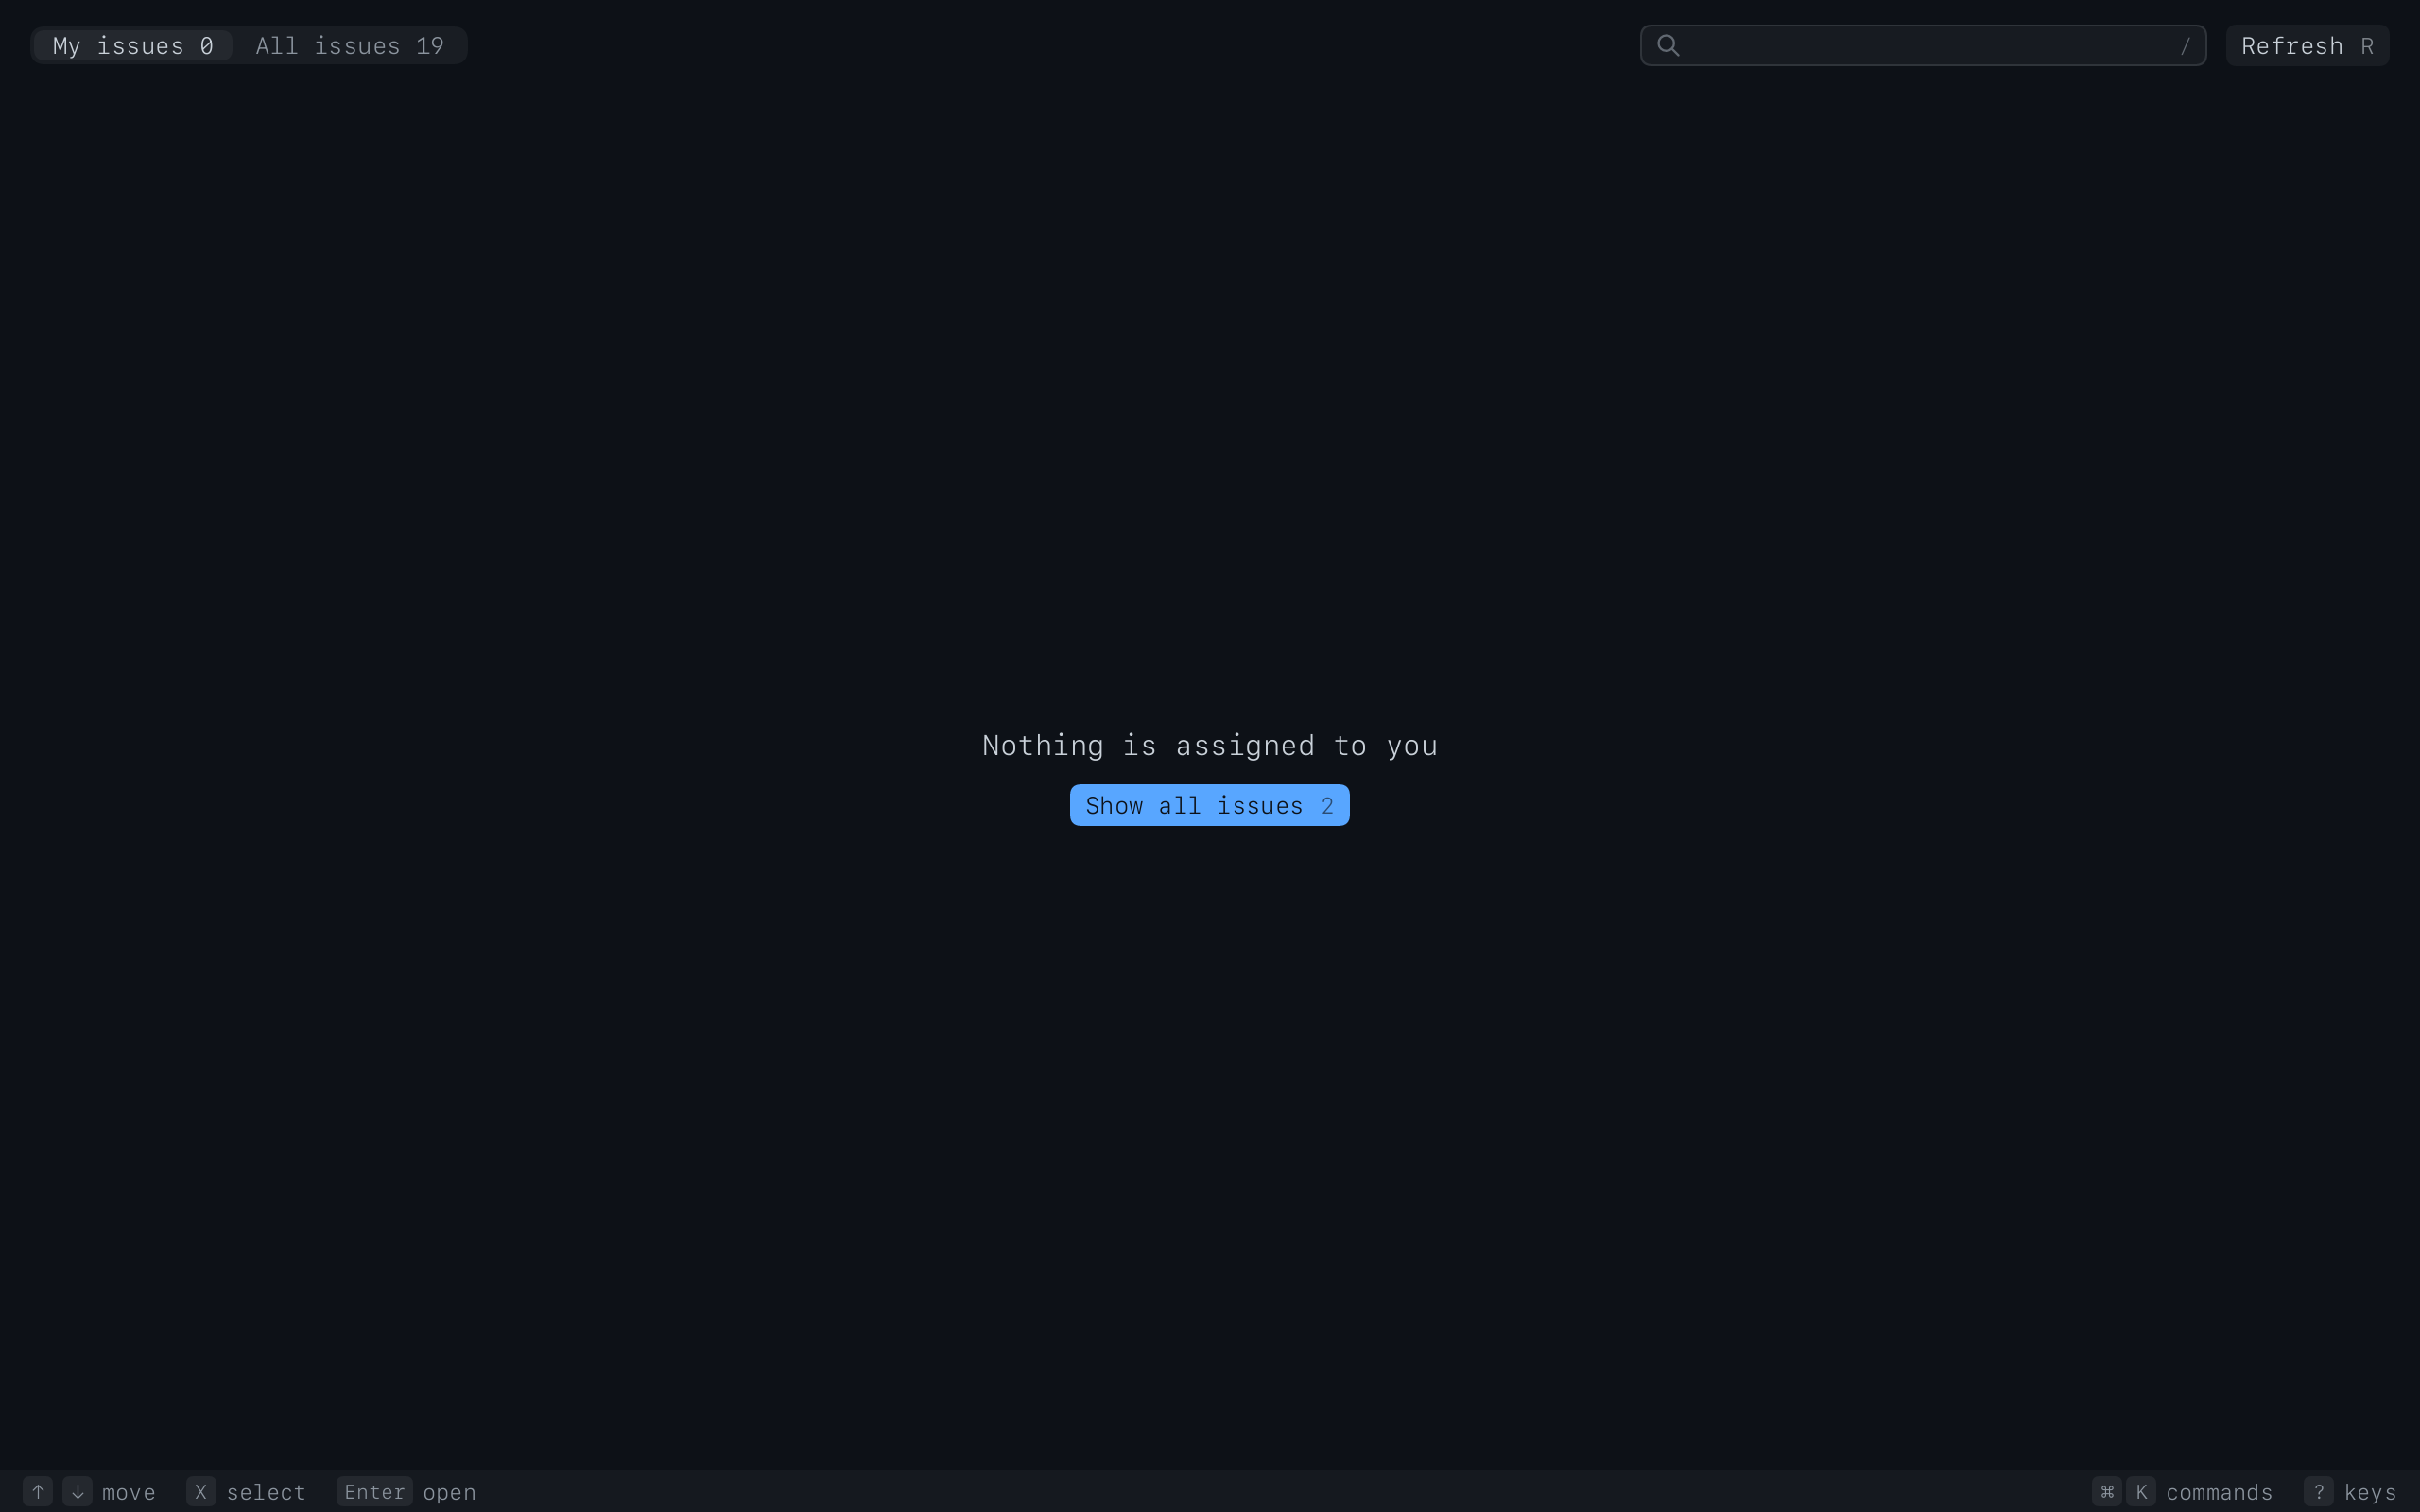 My issues 0 All issues 19 / Refresh R
Nothing is assigned to you
Show all issues 2
↑ ↓ move X select Enter open ⌘ K commands ? keys